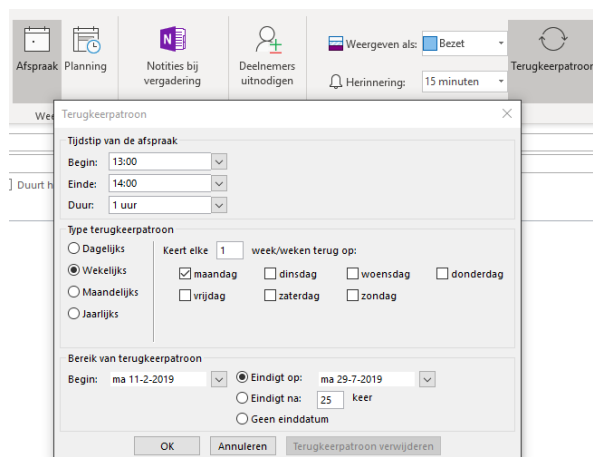 Afspraak Planning Notities bij vergadering Deelnemers uitnodigen Weergeven als: Bezet Terugkeerpatroon
Herinnering: 15 minuten
Wee
Duurt h
Terugkeerpatroon
Tijdstip van de afspraak
Begin: 13:00
Einde: 14:00
Duur: 1 uur
Type terugkeerpatroon
Dagelijks Keert elke 1 week/weken terug op:
Wekelijks maandag dinsdag woensdag donderdag
Maandelijks vrijdag zaterdag zondag
Jaarlijks
Bereik van terugkeerpatroon
Begin: ma 11-2-2019 Eindigt op: ma 29-7-2019
Eindigt na: 25 keer
Geen einddatum
OK Annuleren Terugkeerpatroon verwijderen